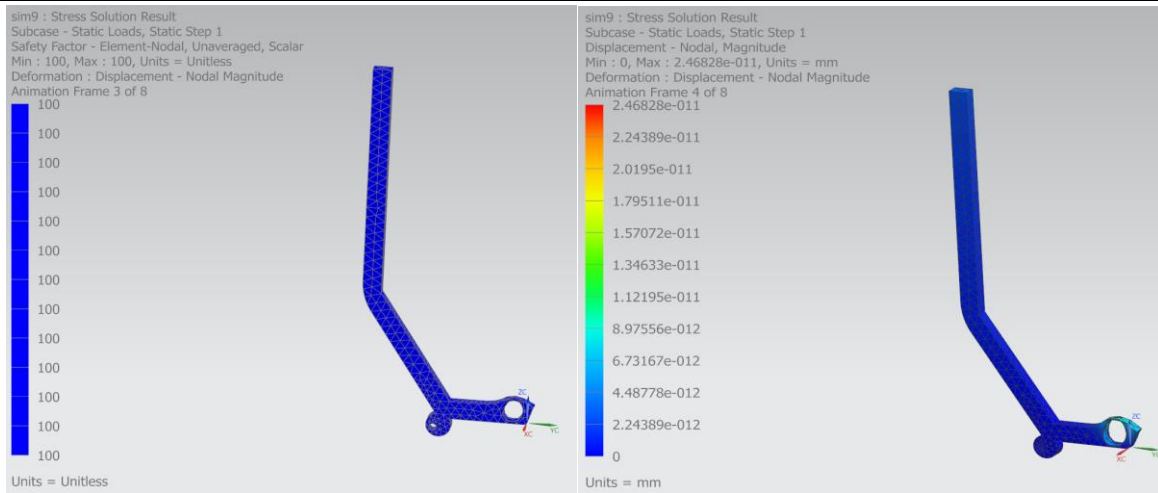 sim9 : Stress Solution Result
Subcase - Static Loads, Static Step 1
Safety Factor - Element-Nodal, Unaveraged, Scalar
Min : 100, Max : 100, Units = Unitless
Deformation : Displacement - Nodal Magnitude
Animation Frame 3 of 8
100
100
100
100
100
100
100
100
100
100
100
100
100
ZC
XC
YC
Units = Unitless
sim9 : Stress Solution Result
Subcase - Static Loads, Static Step 1
Displacement - Nodal, Magnitude
Min : 0, Max : 2.46828e-011, Units = mm
Deformation : Displacement - Nodal Magnitude
Animation Frame 4 of 8
2.46828e-011
2.24389e-011
2.0195e-011
1.79511e-011
1.57072e-011
1.34633e-011
1.12195e-011
8.97556e-012
6.73167e-012
4.48778e-012
2.24389e-012
0
ZC
XC
Units = mm